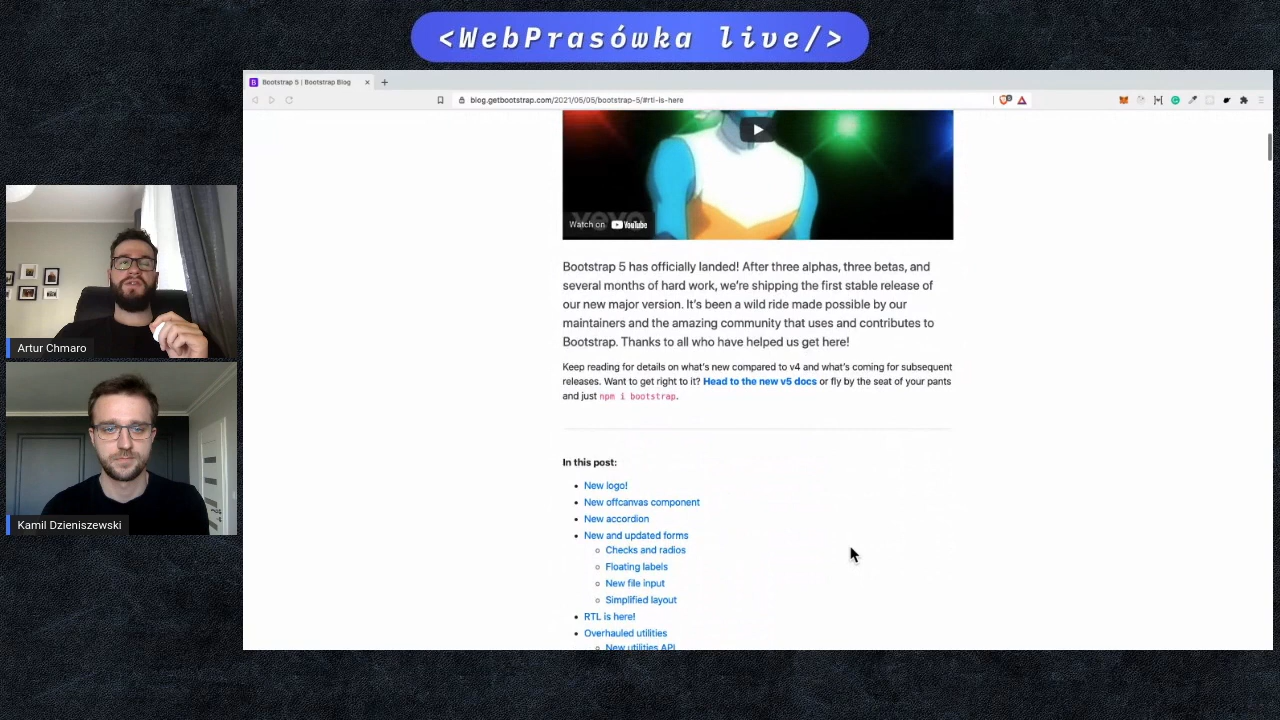 <WebPrasówka live/>
Bootstrap 5 | Bootstrap Blog
blog.getbootstrap.com/2021/05/05/bootstrap-5/#rtl-is-here
vevo
Watch on YouTube
Bootstrap 5 has officially landed! After three alphas, three betas, and
several months of hard work, we’re shipping the first stable release of
our new major version. It’s been a wild ride made possible by our
maintainers and the amazing community that uses and contributes to
Bootstrap. Thanks to all who have helped us get here!
Keep reading for details on what’s new compared to v4 and what’s coming for subsequent
releases. Want to get right to it? Head to the new v5 docs or fly by the seat of your pants
and just npm i bootstrap.
In this post:
New logo!
New offcanvas component
New accordion
New and updated forms
Checks and radios
Floating labels
New file input
Simplified layout
RTL is here!
Overhauled utilities
New utilities API
Artur Chmaro
Kamil Dzieniszewski